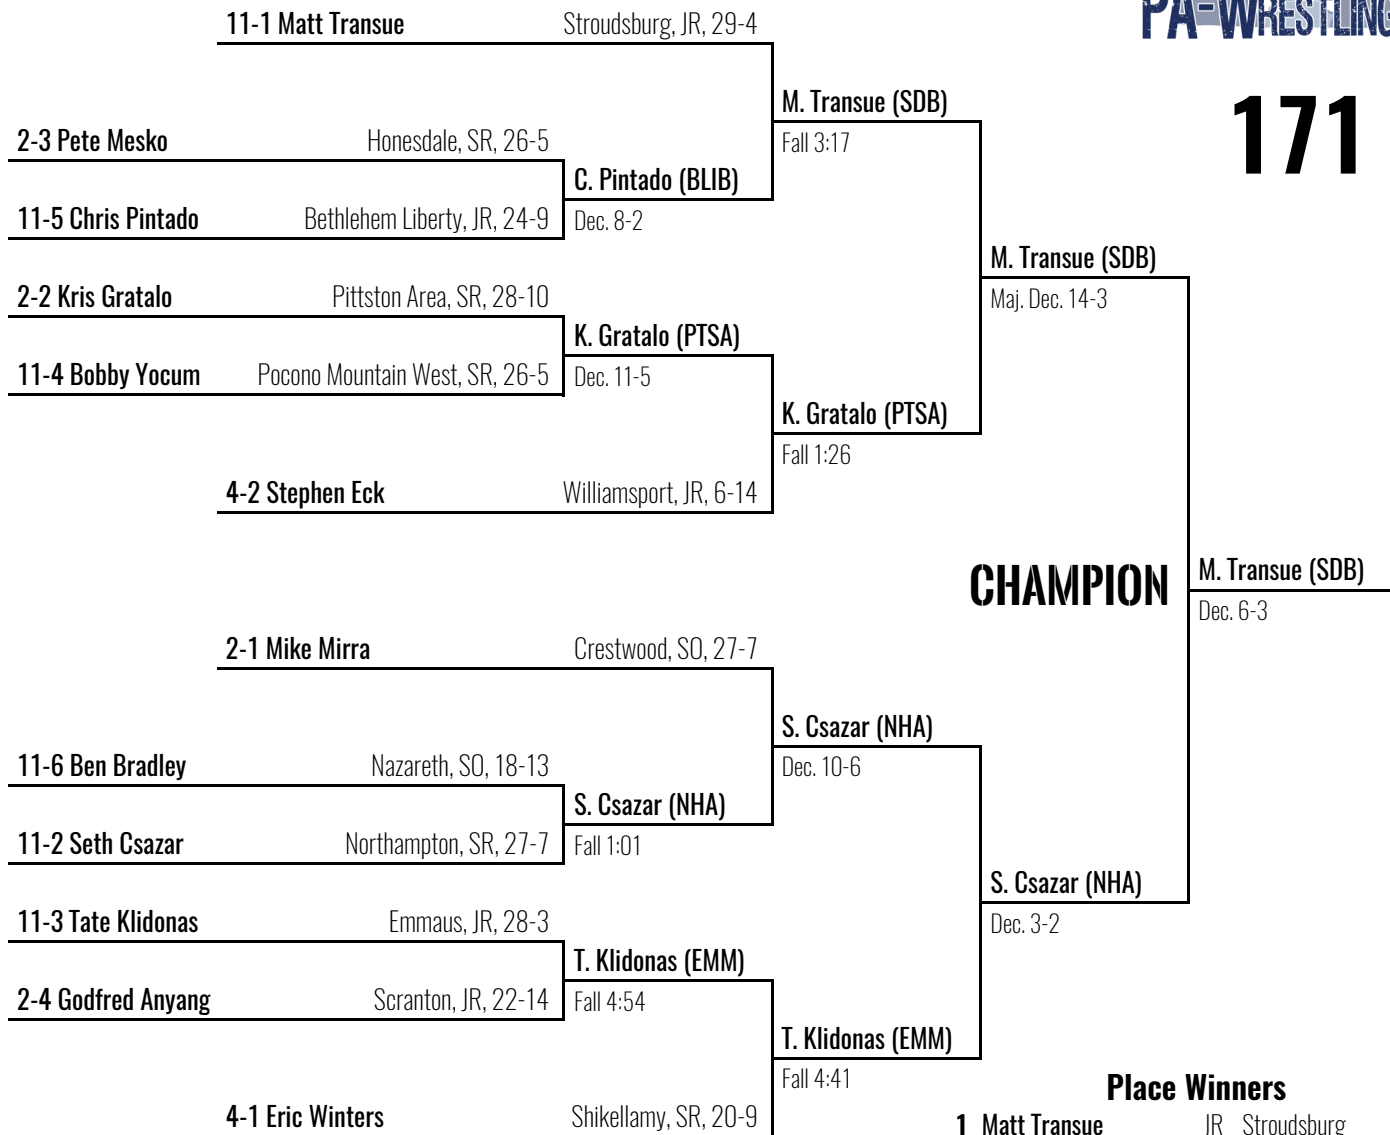 PA-WRESTLING
171
11-1 Matt Transue Stroudsburg, JR, 29-4
M. Transue (SDB)
Fall 3:17
2-3 Pete Mesko Honesdale, SR, 26-5
C. Pintado (BLIB)
Dec. 8-2
11-5 Chris Pintado Bethlehem Liberty, JR, 24-9
M. Transue (SDB)
Maj. Dec. 14-3
2-2 Kris Gratalo Pittston Area, SR, 28-10
K. Gratalo (PTSA)
Dec. 11-5
11-4 Bobby Yocum Pocono Mountain West, SR, 26-5
K. Gratalo (PTSA)
Fall 1:26
4-2 Stephen Eck Williamsport, JR, 6-14
CHAMPION
M. Transue (SDB)
Dec. 6-3
2-1 Mike Mirra Crestwood, SO, 27-7
S. Csazar (NHA)
Dec. 10-6
11-6 Ben Bradley Nazareth, SO, 18-13
S. Csazar (NHA)
Fall 1:01
11-2 Seth Csazar Northampton, SR, 27-7
S. Csazar (NHA)
Dec. 3-2
11-3 Tate Klidonas Emmaus, JR, 28-3
T. Klidonas (EMM)
Fall 4:54
2-4 Godfred Anyang Scranton, JR, 22-14
T. Klidonas (EMM)
Fall 4:41
4-1 Eric Winters Shikellamy, SR, 20-9
Place Winners
1 Matt Transue JR Stroudsburg